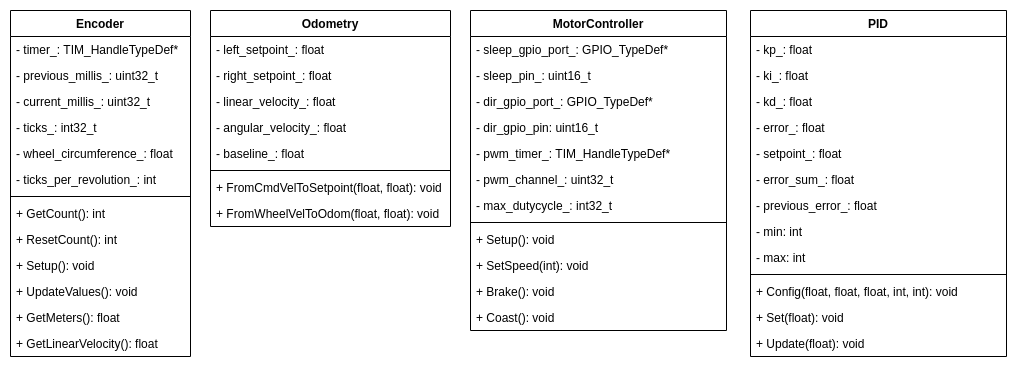 Encoder
- timer_: TIM_HandleTypeDef*
- previous_millis_: uint32_t
- current_millis_: uint32_t
- ticks_: int32_t
- wheel_circumference_: float
- ticks_per_revolution_: int
+ GetCount(): int
+ ResetCount(): int
+ Setup(): void
+ UpdateValues(): void
+ GetMeters(): float
+ GetLinearVelocity(): float
Odometry
- left_setpoint_: float
- right_setpoint_: float
- linear_velocity_: float
- angular_velocity_: float
- baseline_: float
+ FromCmdVelToSetpoint(float, float): void
+ FromWheelVelToOdom(float, float): void
MotorController
- sleep_gpio_port_: GPIO_TypeDef*
- sleep_pin_: uint16_t
- dir_gpio_port_: GPIO_TypeDef*
- dir_gpio_pin: uint16_t
- pwm_timer_: TIM_HandleTypeDef*
- pwm_channel_: uint32_t
- max_dutycycle_: int32_t
+ Setup(): void
+ SetSpeed(int): void
+ Brake(): void
+ Coast(): void
PID
- kp_: float
- ki_: float
- kd_: float
- error_: float
- setpoint_: float
- error_sum_: float
- previous_error_: float
- min: int
- max: int
+ Config(float, float, float, int, int): void
+ Set(float): void
+ Update(float): void